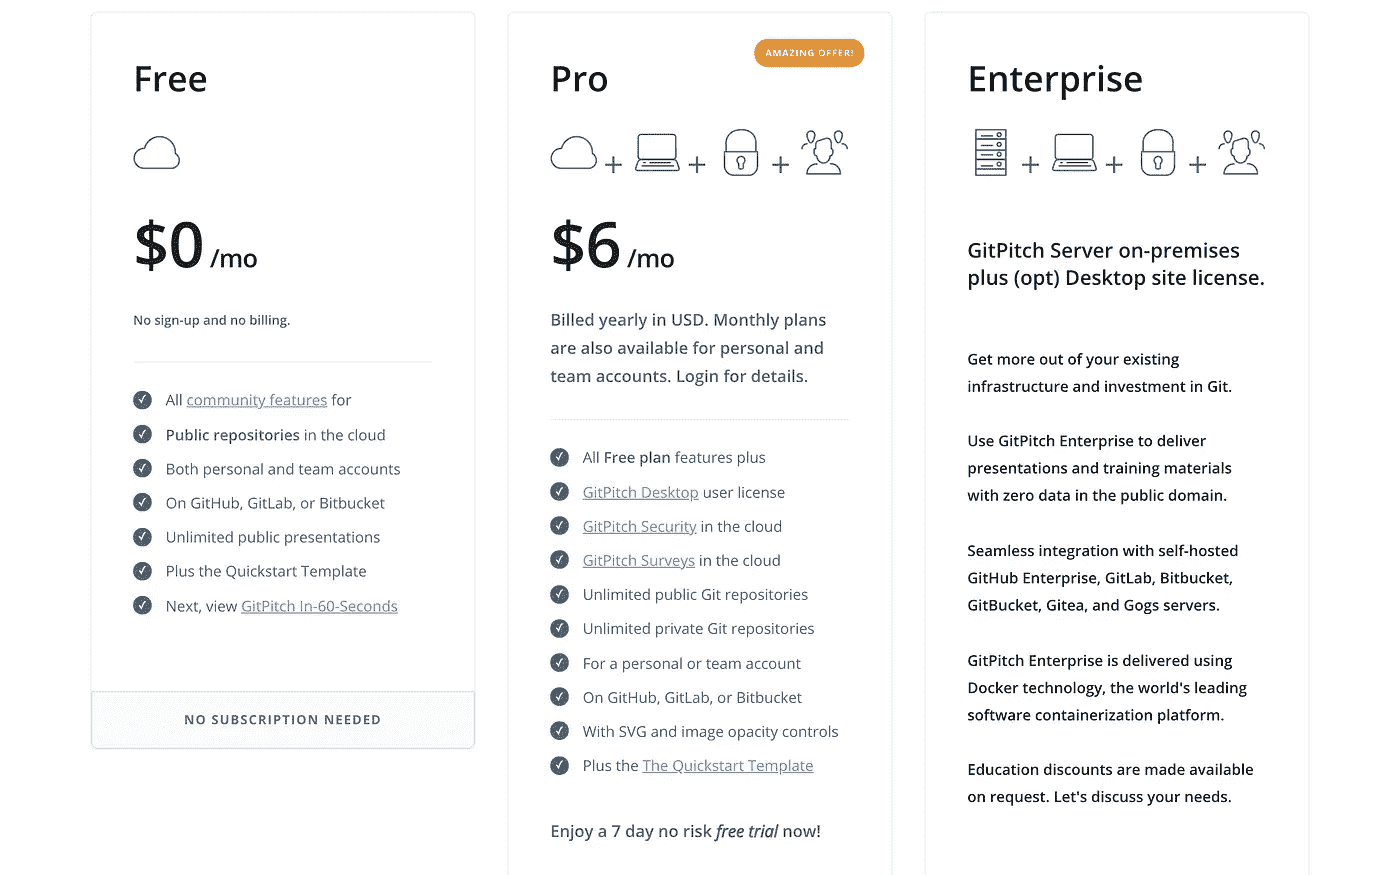 Free
$0 /mo
No sign-up and no billing.
All community features for
Public repositories in the cloud
Both personal and team accounts
On GitHub, GitLab, or Bitbucket
Unlimited public presentations
Plus the Quickstart Template
Next, view GitPitch In-60-Seconds
NO SUBSCRIPTION NEEDED
AMAZING OFFER!
Pro
+ + +
$6 /mo
Billed yearly in USD. Monthly plans
are also available for personal and
team accounts. Login for details.
All Free plan features plus
GitPitch Desktop user license
GitPitch Security in the cloud
GitPitch Surveys in the cloud
Unlimited public Git repositories
Unlimited private Git repositories
For a personal or team account
On GitHub, GitLab, or Bitbucket
With SVG and image opacity controls
Plus the The Quickstart Template
Enjoy a 7 day no risk free trial now!
Enterprise
+ + +
GitPitch Server on-premises
plus (opt) Desktop site license.
Get more out of your existing
infrastructure and investment in Git.
Use GitPitch Enterprise to deliver
presentations and training materials
with zero data in the public domain.
Seamless integration with self-hosted
GitHub Enterprise, GitLab, Bitbucket,
GitBucket, Gitea, and Gogs servers.
GitPitch Enterprise is delivered using
Docker technology, the world's leading
software containerization platform.
Education discounts are made available
on request. Let's discuss your needs.